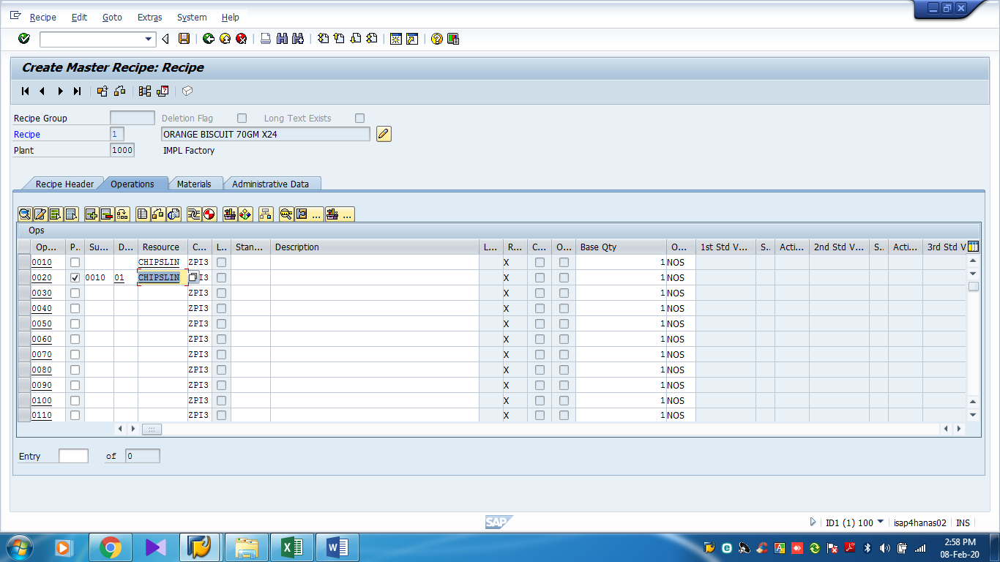 Recipe Edit Goto Extras System Help
Create Master Recipe: Recipe
Recipe Group Deletion Flag Long Text Exists
Recipe 1 ORANGE BISCUIT 70GM X24
Plant 1000 IMPL Factory
Recipe Header Operations Materials Administrative Data
... ...
Ops
Op... P.. Su... D... Resource C... L.. Stan... Description L... R... C... O... Base Qty O... 1st Std V... S.. Acti... 2nd Std V... S.. Acti... 3rd Std V
0010 CHIPSLIN ZPI3 X 1 NOS
0020 0010 01 CHIPSLIN I3 X 1 NOS
0030 ZPI3 X 1 NOS
0040 ZPI3 X 1 NOS
0050 ZPI3 X 1 NOS
0060 ZPI3 X 1 NOS
0070 ZPI3 X 1 NOS
0080 ZPI3 X 1 NOS
0090 ZPI3 X 1 NOS
0100 ZPI3 X 1 NOS
0110 ZPI3 X 1 NOS
Entry of 0
SAP
ID1 (1) 100 isap4hanas02 INS
2:58 PM
08-Feb-20